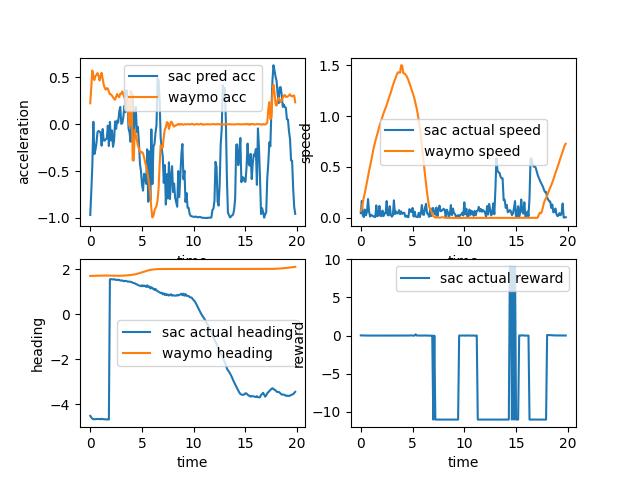 acceleration
0.5
0.0
−0.5
−1.0
sac pred acc
waymo acc
0 5 10 15 20
time
speed
1.5
1.0
0.5
0.0
sac actual speed
waymo speed
0 5 10 15 20
time
heading
2
0
−2
−4
sac actual heading
waymo heading
0 5 10 15 20
time
reward
10
5
0
−5
−10
sac actual reward
0 5 10 15 20
time